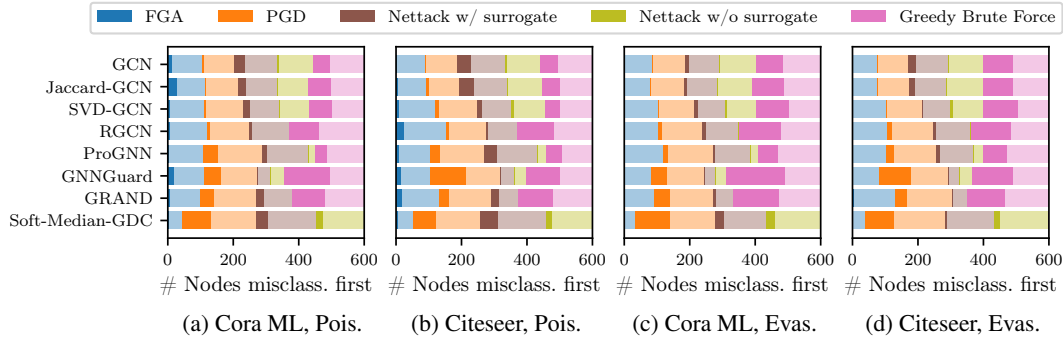 FGA PGD Nettack w/ surrogate Nettack w/o surrogate Greedy Brute Force
GCN
Jaccard-GCN
SVD-GCN
RGCN
ProGNN
GNNGuard
GRAND
Soft-Median-GDC
0 200 400 600 0 200 400 600 0 200 400 600 0 200 400 600
# Nodes misclass. first # Nodes misclass. first # Nodes misclass. first # Nodes misclass. first
(a) Cora ML, Pois. (b) Citeseer, Pois. (c) Cora ML, Evas. (d) Citeseer, Evas.